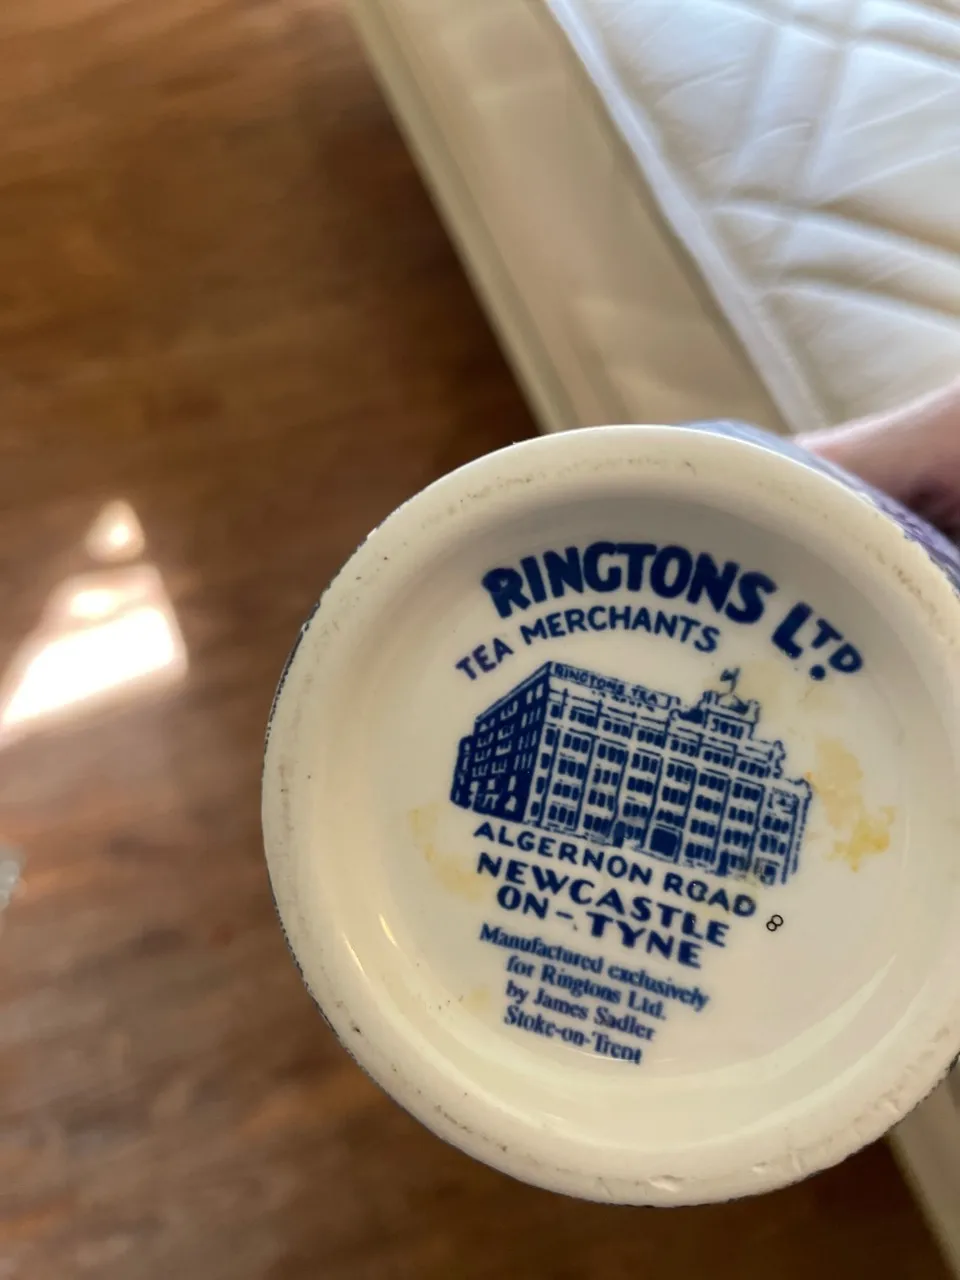 RINGTONS LTD
TEA MERCHANTS
RINGTONS TEA
ALGERNON ROAD
NEWCASTLE
ON-TYNE
8
Manufactured exclusively
for Ringtons Ltd.
by James Sadler
Stoke-on-Trent